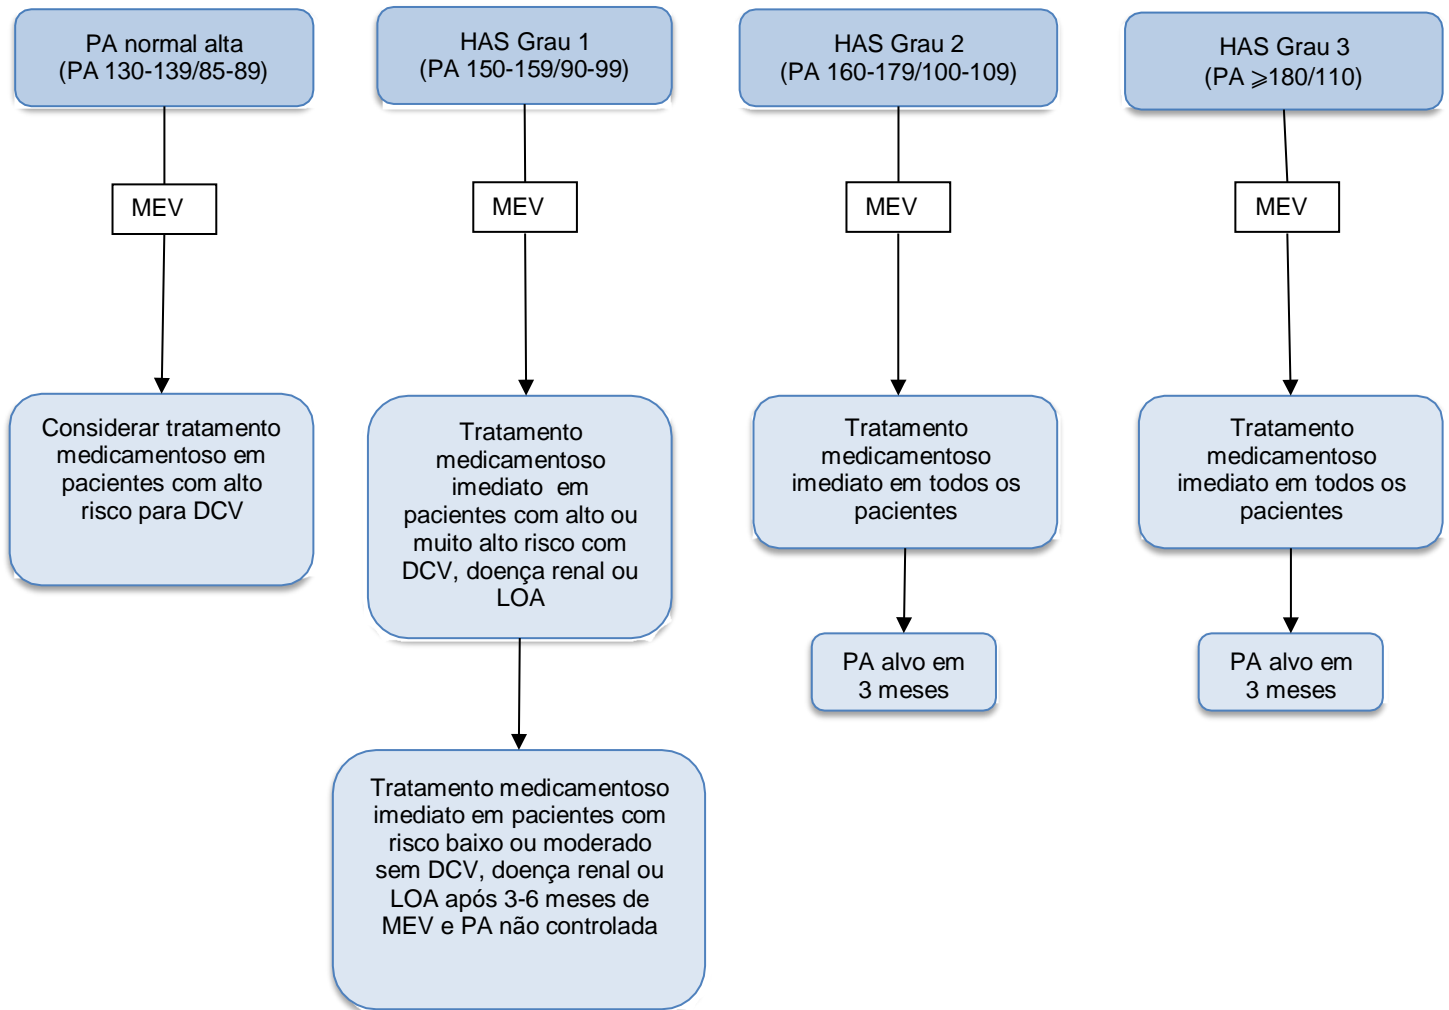 PA normal alta
(PA 130-139/85-89)
HAS Grau 1
(PA 150-159/90-99)
HAS Grau 2
(PA 160-179/100-109)
HAS Grau 3
(PA ⩾180/110)
MEV
MEV
MEV
MEV
Considerar tratamento
medicamentoso em
pacientes com alto
risco para DCV
Tratamento
medicamentoso
imediato em
pacientes com alto ou
muito alto risco com
DCV, doença renal ou
LOA
Tratamento
medicamentoso
imediato em todos os
pacientes
Tratamento
medicamentoso
imediato em todos os
pacientes
PA alvo em
3 meses
PA alvo em
3 meses
Tratamento medicamentoso
imediato em pacientes com
risco baixo ou moderado
sem DCV, doença renal ou
LOA após 3-6 meses de
MEV e PA não controlada